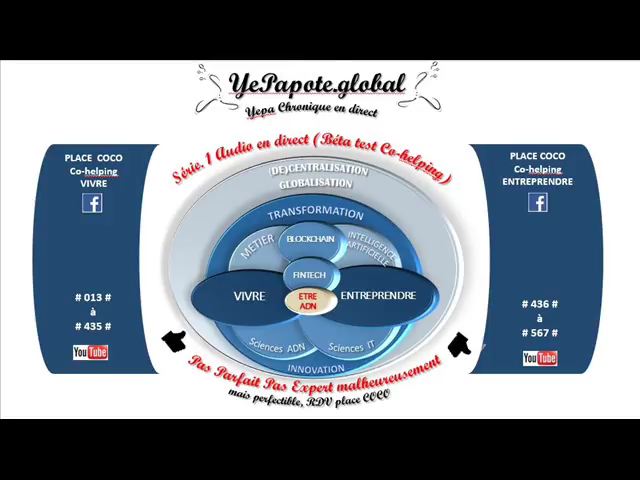 YePapote.global
Yepa Chronique en direct
Série.1 Audio en direct (Béta test Co-helping)
PLACE COCO
Co-helping
VIVRE
# 013 #
à
# 435 #
YouTube
(DE)CENTRALISATION
GLOBALISATION
TRANSFORMATION
METIER
BLOCKCHAIN
INTELLIGENCE
ARTIFICIELLE
FINTECH
VIVRE
ETRE
ADN
ENTREPRENDRE
Sciences ADN
Sciences IT
INNOVATION
PLACE COCO
Co-helping
ENTREPRENDRE
# 436 #
à
# 567 #
YouTube
Pas Parfait Pas Expert malheureusement
mais perfectible, RDV place COCO